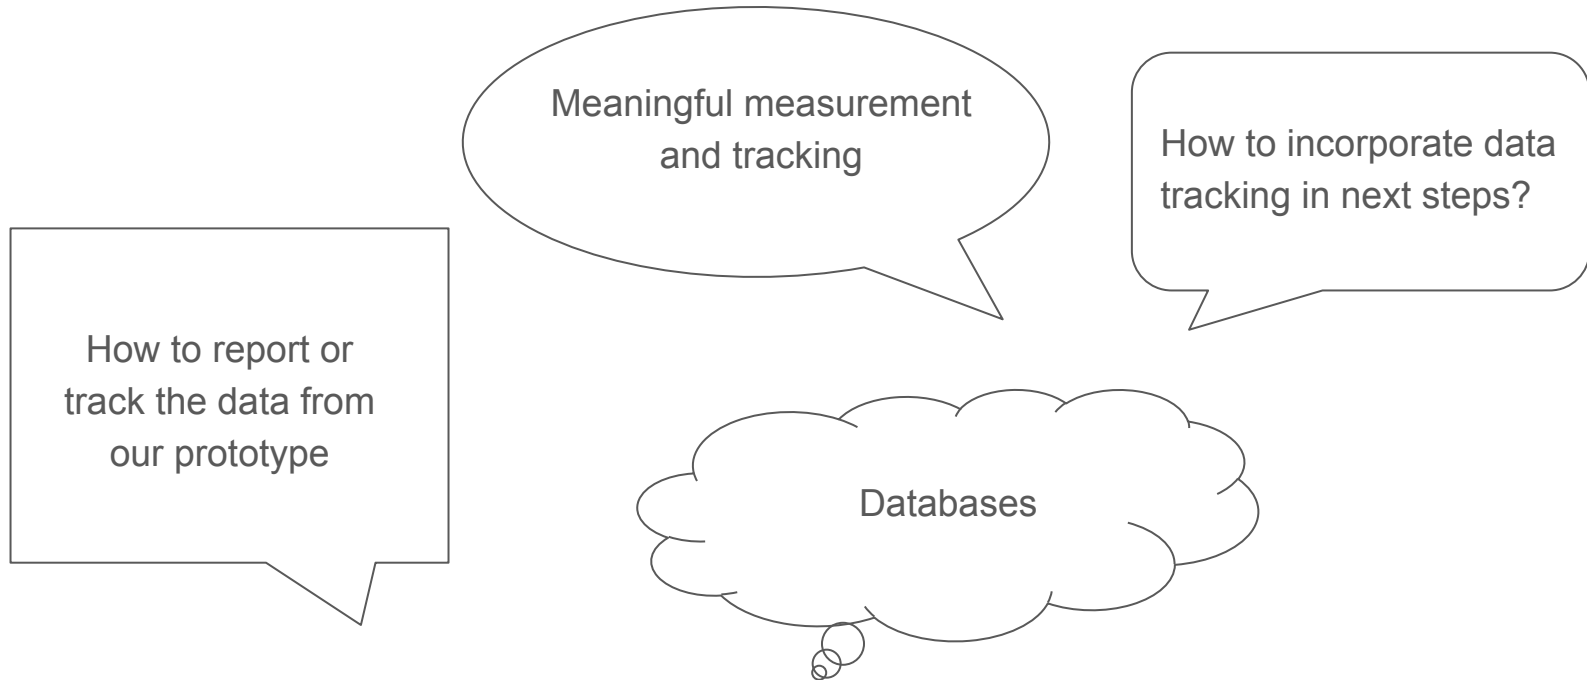 Meaningful measurement
and tracking
How to incorporate data
tracking in next steps?
How to report or
track the data from
our prototype
Databases